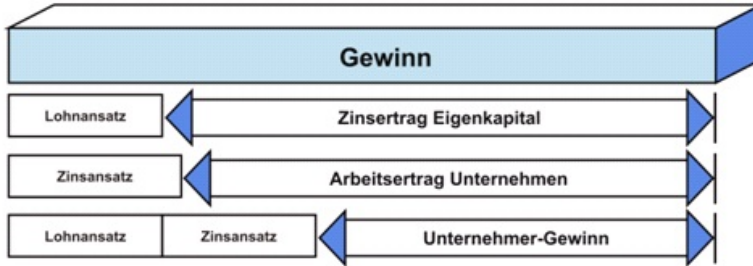 Gewinn
Lohnansatz Zinsertrag Eigenkapital
Zinsansatz Arbeitsertrag Unternehmen
Lohnansatz Zinsansatz Unternehmer-Gewinn